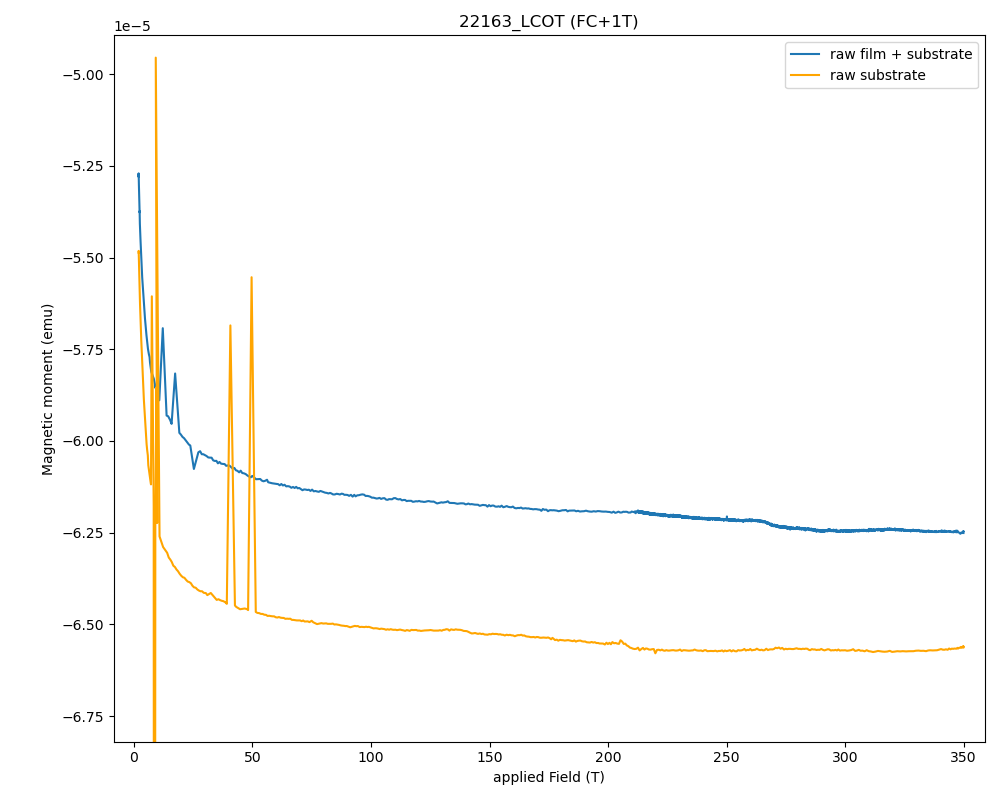 22163_LCOT (FC+1T)
1e−5
raw film + substrate
raw substrate
−5.00
−5.25
−5.50
−5.75
−6.00
−6.25
−6.50
−6.75
Magnetic moment (emu)
0 50 100 150 200 250 300 350
applied Field (T)